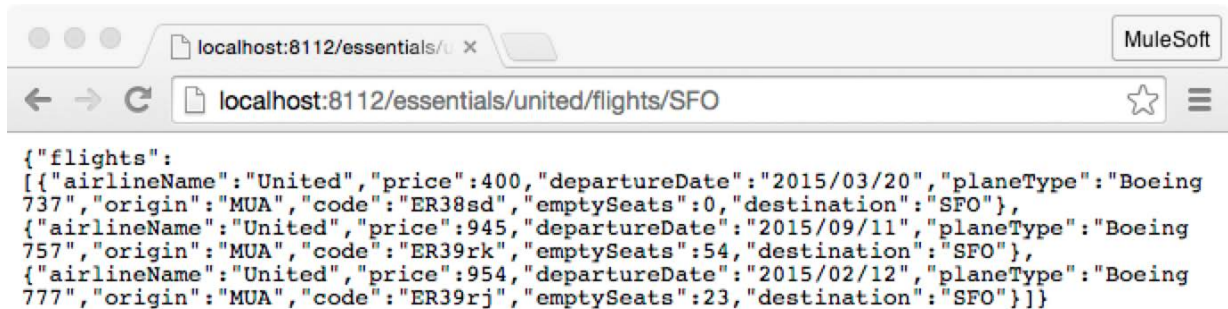 localhost:8112/essentials/u
MuleSoft
localhost:8112/essentials/united/flights/SFO
{"flights":
[{"airlineName":"United","price":400,"departureDate":"2015/03/20","planeType":"Boeing
737","origin":"MUA","code":"ER38sd","emptySeats":0,"destination":"SFO"},
{"airlineName":"United","price":945,"departureDate":"2015/09/11","planeType":"Boeing
757","origin":"MUA","code":"ER39rk","emptySeats":54,"destination":"SFO"},
{"airlineName":"United","price":954,"departureDate":"2015/02/12","planeType":"Boeing
777","origin":"MUA","code":"ER39rj","emptySeats":23,"destination":"SFO"}]}